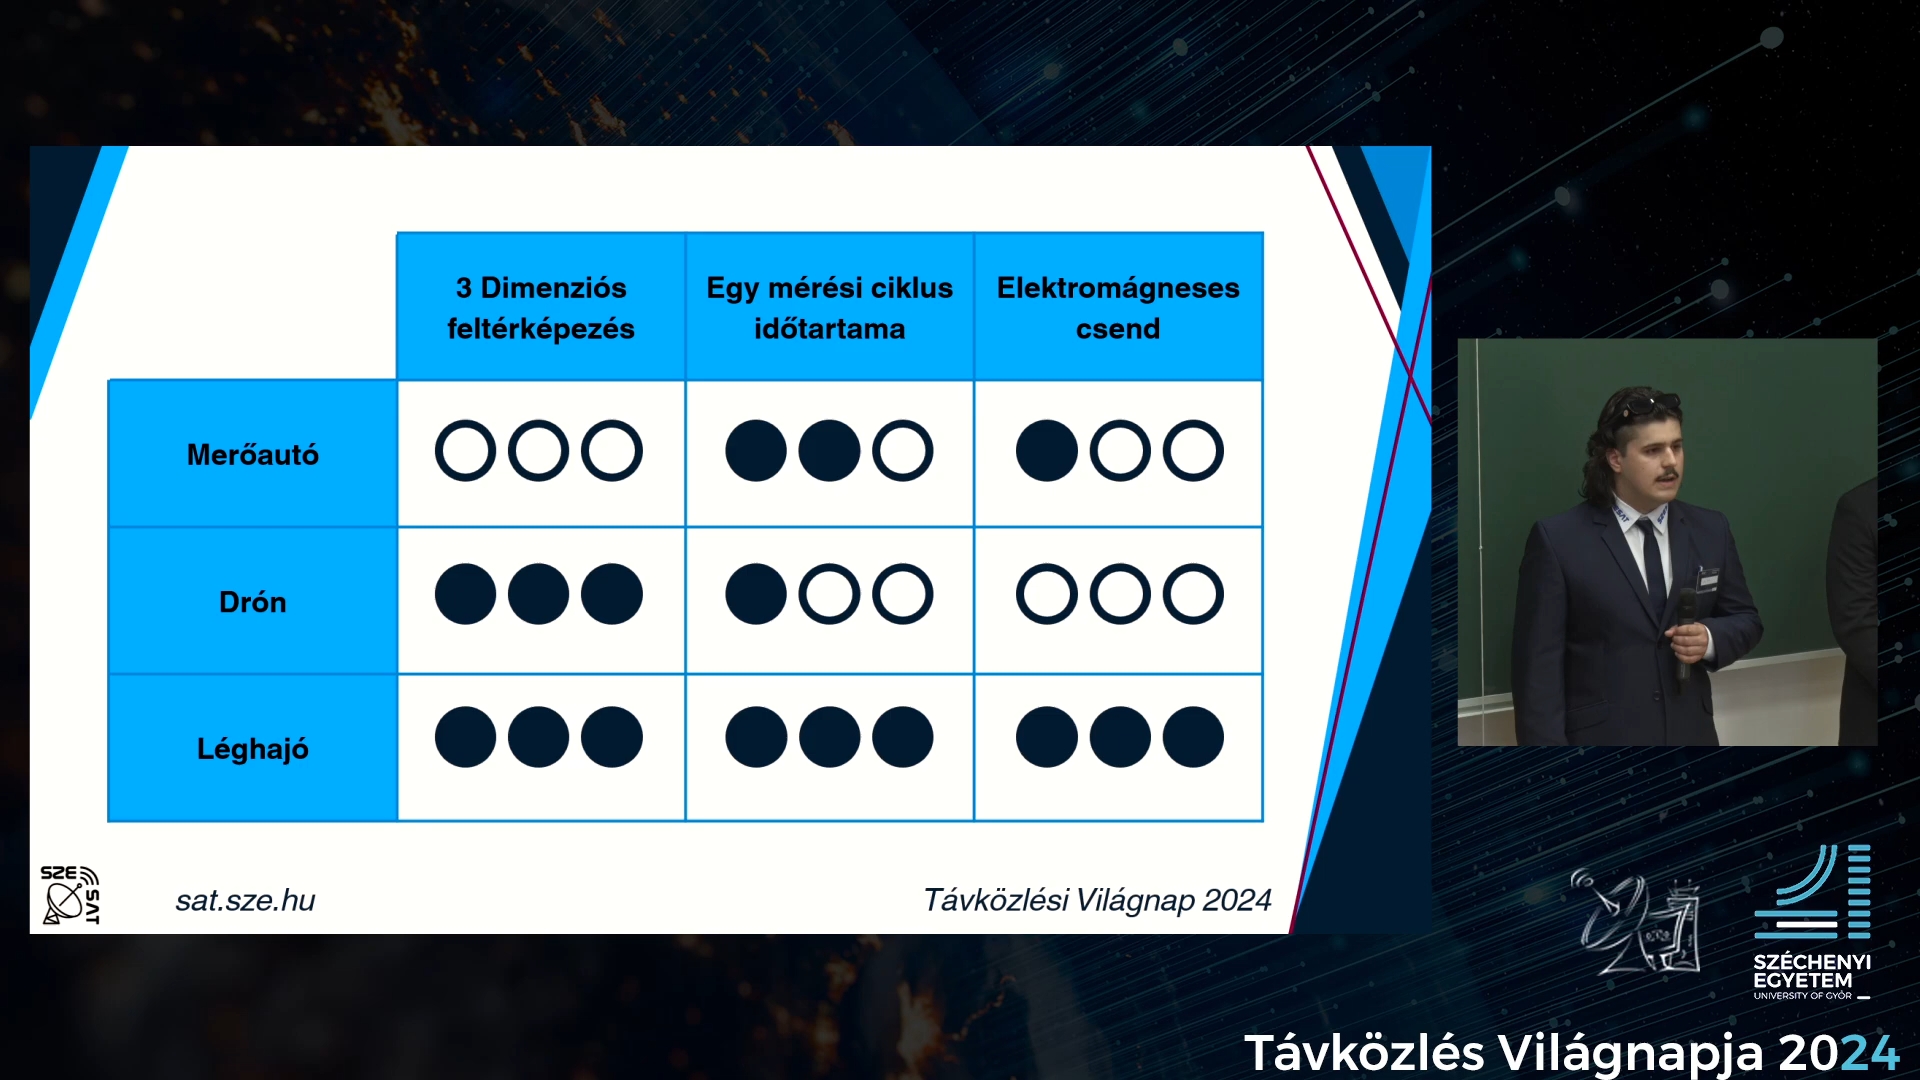 3 Dimenziós
feltérképezés
Egy mérési ciklus
időtartama
Elektromágneses
csend
Merőautó
Drón
Léghajó
SZE
SAT
sat.sze.hu
Távközlési Világnap 2024
SZÉCHENYI
EGYETEM
UNIVERSITY OF GYŐR
Távközlés Világnapja 2024